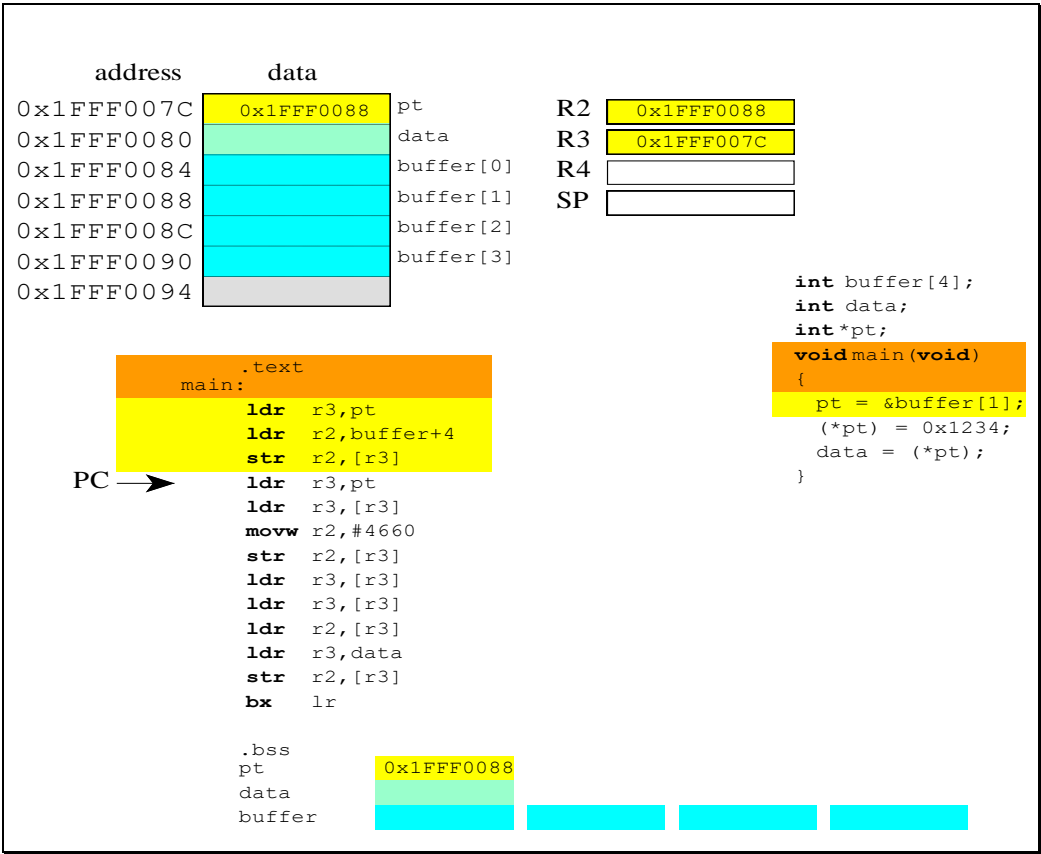 address data
0x1FFF007C 0x1FFF0088 pt
0x1FFF0080 data
0x1FFF0084 buffer[0]
0x1FFF0088 buffer[1]
0x1FFF008C buffer[2]
0x1FFF0090 buffer[3]
0x1FFF0094
R2 0x1FFF0088
R3 0x1FFF007C
R4
SP
int buffer[4];
int data;
int *pt;
void main(void)
{
pt = &buffer[1];
(*pt) = 0x1234;
data = (*pt);
}
.text
main:
ldr r3,pt
ldr r2,buffer+4
str r2,[r3]
PC ldr r3,pt
ldr r3,[r3]
movw r2,#4660
str r2,[r3]
ldr r3,[r3]
ldr r3,[r3]
ldr r2,[r3]
ldr r3,data
str r2,[r3]
bx lr
.bss
pt 0x1FFF0088
data
buffer